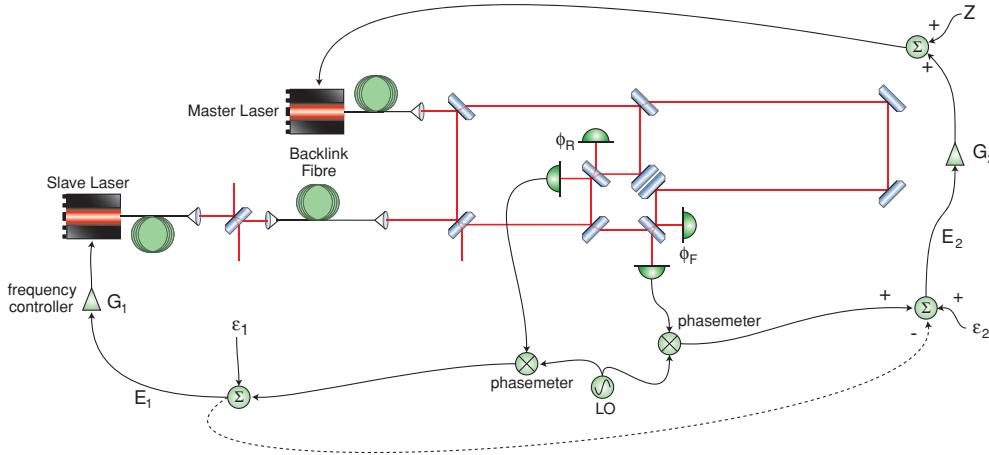 Z
Master Laser
ϕR
Backlink
Fibre
G2
Slave Laser
ϕF
E2
frequency
controller
G1
ε1
phasemeter
ε2
E1
phasemeter
LO
+
+
+
+
-
Σ
Σ
Σ